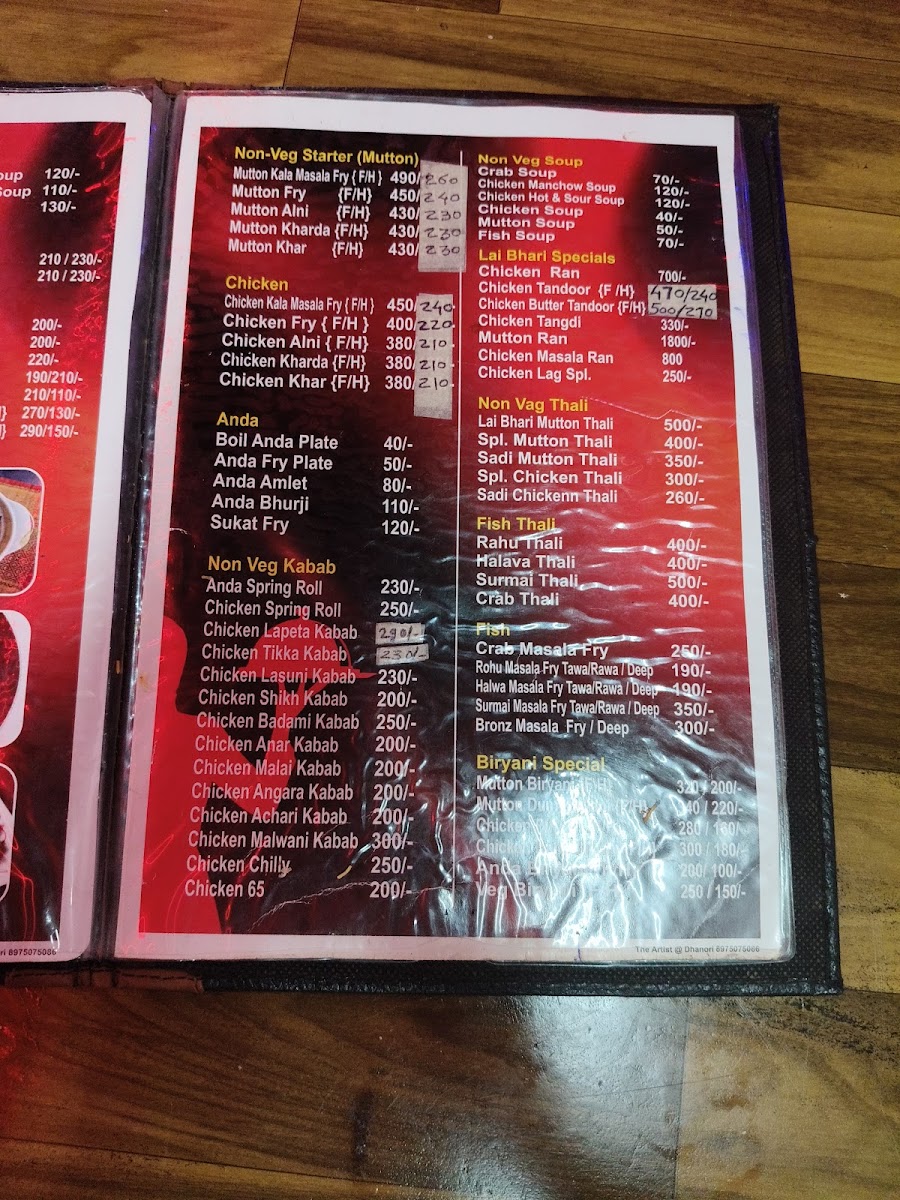 oup 120/-
Soup 110/-
130/-
210 / 230/-
210 / 230/-
200/-
200/-
220/-
190/210/-
210/110/-
270/130/-
290/150/-
ri 8975075086
Non-Veg Starter (Mutton)
Mutton Kala Masala Fry { F/H } 490/260
Mutton Fry {F/H} 450/240
Mutton Alni {F/H} 430/230
Mutton Kharda {F/H} 430/230
Mutton Khar {F/H} 430/230
Chicken
Chicken Kala Masala Fry { F/H } 450/240-
Chicken Fry { F/H } 400/220-
Chicken Alni { F/H} 380/210-
Chicken Kharda {F/H} 380/210-
Chicken Khar {F/H} 380/210-
Anda
Boil Anda Plate 40/-
Anda Fry Plate 50/-
Anda Amlet 80/-
Anda Bhurji 110/-
Sukat Fry 120/-
Non Veg Kabab
Anda Spring Roll 230/-
Chicken Spring Roll 250/-
Chicken Lapeta Kabab 290/-
Chicken Tikka Kabab 230/-
Chicken Lasuni Kabab 230/-
Chicken Shikh Kabab 200/-
Chicken Badami Kabab 250/-
Chicken Anar Kabab 200/-
Chicken Malai Kabab 200/-
Chicken Angara Kabab 200/-
Chicken Achari Kabab 200/-
Chicken Malwani Kabab 300/-
Chicken Chilly 250/-
Chicken 65 200/-
Non Veg Soup
Crab Soup 70/-
Chicken Manchow Soup 120/-
Chicken Hot & Sour Soup 120/-
Chicken Soup 40/-
Mutton Soup 50/-
Fish Soup 70/-
Lai Bhari Specials
Chicken Ran 700/-
Chicken Tandoor {F /H} 470/240
Chicken Butter Tandoor {F/H} 500/270
Chicken Tangdi 330/-
Mutton Ran 1800/-
Chicken Masala Ran 800
Chicken Lag Spl. 250/-
Non Vag Thali
Lai Bhari Mutton Thali 500/-
Spl. Mutton Thali 400/-
Sadi Mutton Thali 350/-
Spl. Chicken Thali 300/-
Sadi Chickenn Thali 260/-
Fish Thali
Rahu Thali 400/-
Halava Thali 400/-
Surmai Thali 500/-
Crab Thali 400/-
Fish
Crab Masala Fry 250/-
Rohu Masala Fry Tawa/Rawa / Deep 190/-
Halwa Masala Fry Tawa/Rawa / Deep 190/-
Surmai Masala Fry Tawa/Rawa / Deep 350/-
Bronz Masala Fry / Deep 300/-
Biryani Special
Mutton Biryani 320 / 200/-
Mutton 40 / 220/-
Chicken 280 / 160/-
Chicken 300 / 180/-
Anda 200/ 100/-
Veg 250 / 150/-
The Artist @ Dhanori 8975075086